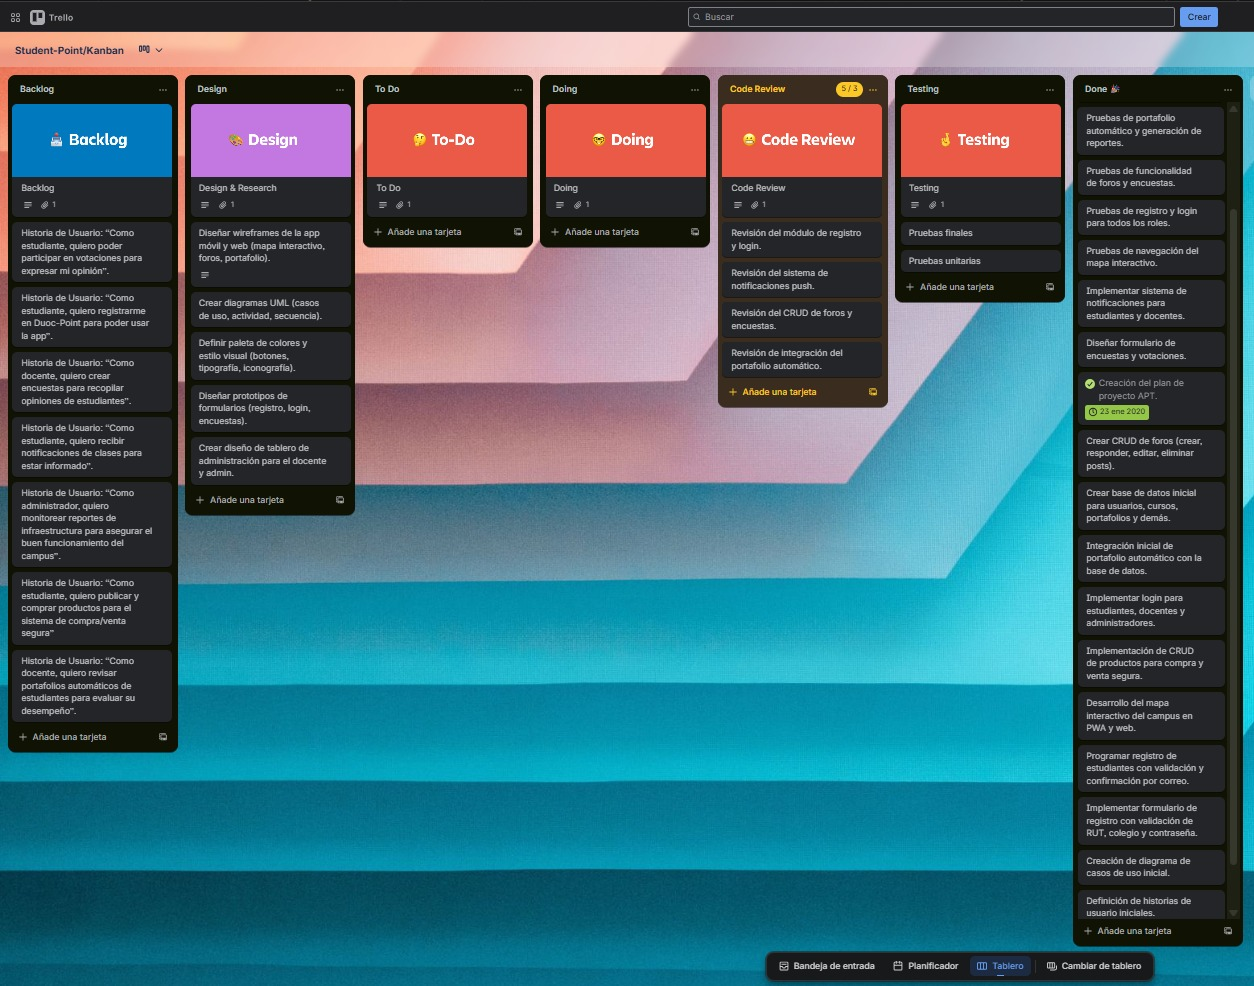 Trello
Buscar
Crear
Student-Point/Kanban
Backlog
Backlog
Backlog
1
Historia de Usuario: “Como
estudiante, quiero poder
participar en votaciones para
expresar mi opinión”.
Historia de Usuario: “Como
estudiante, quiero registrarme
en Duoc-Point para poder usar
la app”.
Historia de Usuario: “Como
docente, quiero crear
encuestas para recopilar
opiniones de estudiantes”.
Historia de Usuario: “Como
estudiante, quiero recibir
notificaciones de clases para
estar informado”.
Historia de Usuario: “Como
administrador, quiero
monitorear reportes de
infraestructura para asegurar el
buen funcionamiento del
campus”.
Historia de Usuario: “Como
estudiante, quiero publicar y
comprar productos para el
sistema de compra/venta
segura”
Historia de Usuario: “Como
docente, quiero revisar
portafolios automáticos de
estudiantes para evaluar su
desempeño”.
Añade una tarjeta
Design
Design
Design & Research
1
Diseñar wireframes de la app
móvil y web (mapa interactivo,
foros, portafolio).
Crear diagramas UML (casos
de uso, actividad, secuencia).
Definir paleta de colores y
estilo visual (botones,
tipografía, iconografía).
Diseñar prototipos de
formularios (registro, login,
encuestas).
Crear diseño de tablero de
administración para el docente
y admin.
Añade una tarjeta
To Do
To-Do
To Do
1
Añade una tarjeta
Doing
Doing
Doing
1
Añade una tarjeta
Code Review
5 / 3
Code Review
Code Review
1
Revisión del módulo de registro
y login.
Revisión del sistema de
notificaciones push.
Revisión del CRUD de foros y
encuestas.
Revisión de integración del
portafolio automático.
Añade una tarjeta
Testing
Testing
Testing
1
Pruebas finales
Pruebas unitarias
Añade una tarjeta
Done 🎉
Pruebas de portafolio
automático y generación de
reportes.
Pruebas de funcionalidad
de foros y encuestas.
Pruebas de registro y login
para todos los roles.
Pruebas de navegación del
mapa interactivo.
Implementar sistema de
notificaciones para
estudiantes y docentes.
Diseñar formulario de
encuestas y votaciones.
Creación del plan de
proyecto APT.
23 ene 2020
Crear CRUD de foros (crear,
responder, editar, eliminar
posts).
Crear base de datos inicial
para usuarios, cursos,
portafolios y demás.
Integración inicial de
portafolio automático con la
base de datos.
Implementar login para
estudiantes, docentes y
administradores.
Implementación de CRUD
de productos para compra y
venta segura.
Desarrollo del mapa
interactivo del campus en
PWA y web.
Programar registro de
estudiantes con validación y
confirmación por correo.
Implementar formulario de
registro con validación de
RUT, colegio y contraseña.
Creación de diagrama de
casos de uso inicial.
Definición de historias de
usuario iniciales.
Añade una tarjeta
Bandeja de entrada
Planificador
Tablero
Cambiar de tablero